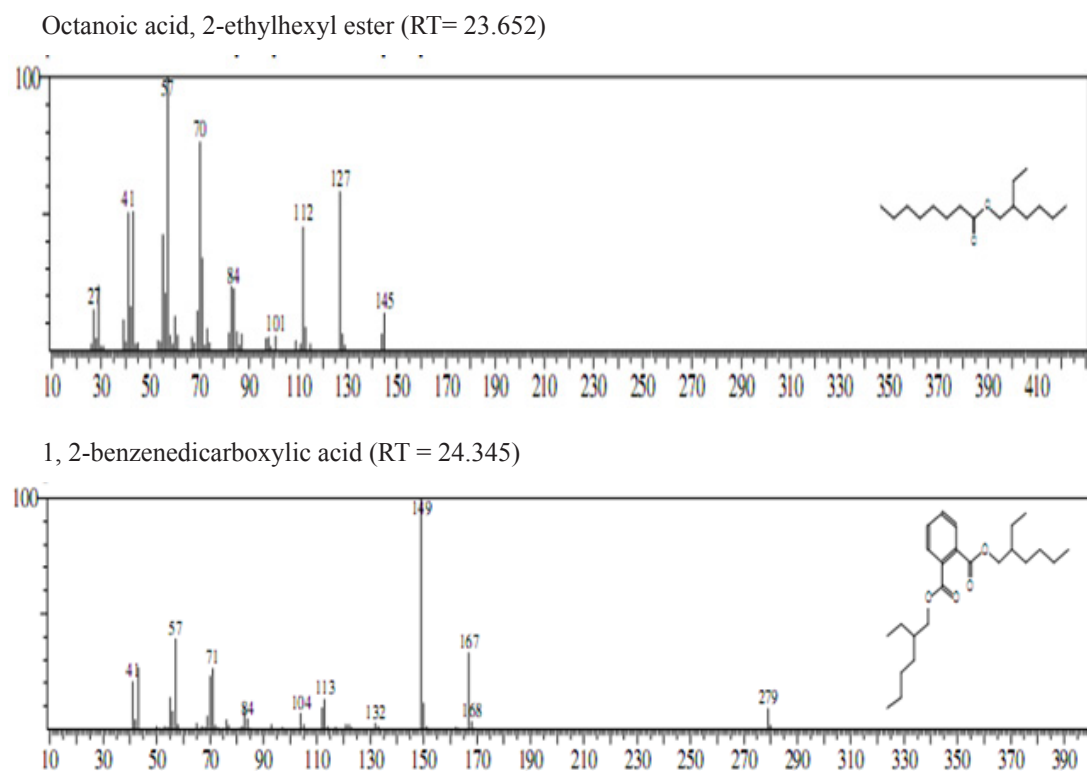 Octanoic acid, 2-ethylhexyl ester (RT= 23.652)
100
57
70
127
41
112
84
27
145
101
10 30 50 70 90 110 130 150 170 190 210 230 250 270 290 310 330 350 370 390 410
O
O
1, 2-benzenedicarboxylic acid (RT = 24.345)
100
149
57
167
41
71
113
279
84
104
132
168
10 30 50 70 90 110 130 150 170 190 210 230 250 270 290 310 330 350 370 390
O
O
O
O